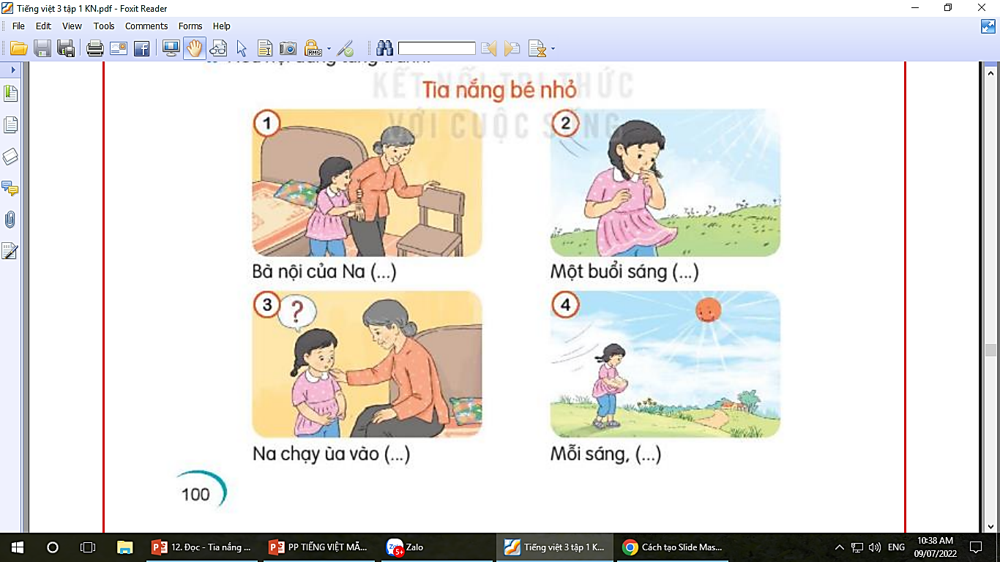 Tiếng việt 3 tập 1 KN.pdf - Foxit Reader
File Edit View Tools Comments Forms Help
RMS
KẾT NỐI TRI THỨC
VỚI CUỘC SỐNG
Tia nắng bé nhỏ
1
2
Bà nội của Na (...)
Một buổi sáng (...)
3
?
4
Na chạy ùa vào (...)
Mỗi sáng, (...)
100
12. Đọc - Tia nắng ...
PP TIẾNG VIỆT MẪ...
5+
Zalo
Tiếng việt 3 tập 1 K...
Cách tạo Slide Mas...
ENG
10:38 AM
09/07/2022